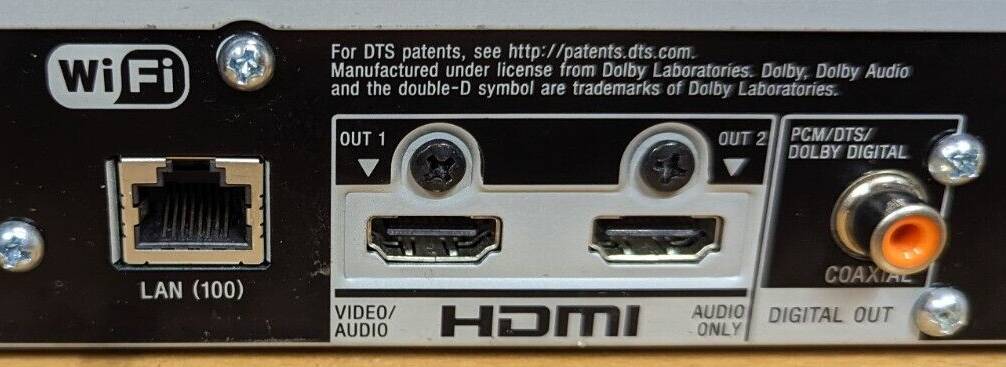 WiFi
For DTS patents, see http://patents.dts.com.
Manufactured under license from Dolby Laboratories. Dolby, Dolby Audio
and the double-D symbol are trademarks of Dolby Laboratories.
OUT 1
OUT 2
PCM/DTS/
DOLBY DIGITAL
COAXIAL
LAN (100)
VIDEO/
AUDIO
HDMI
AUDIO
ONLY
DIGITAL OUT